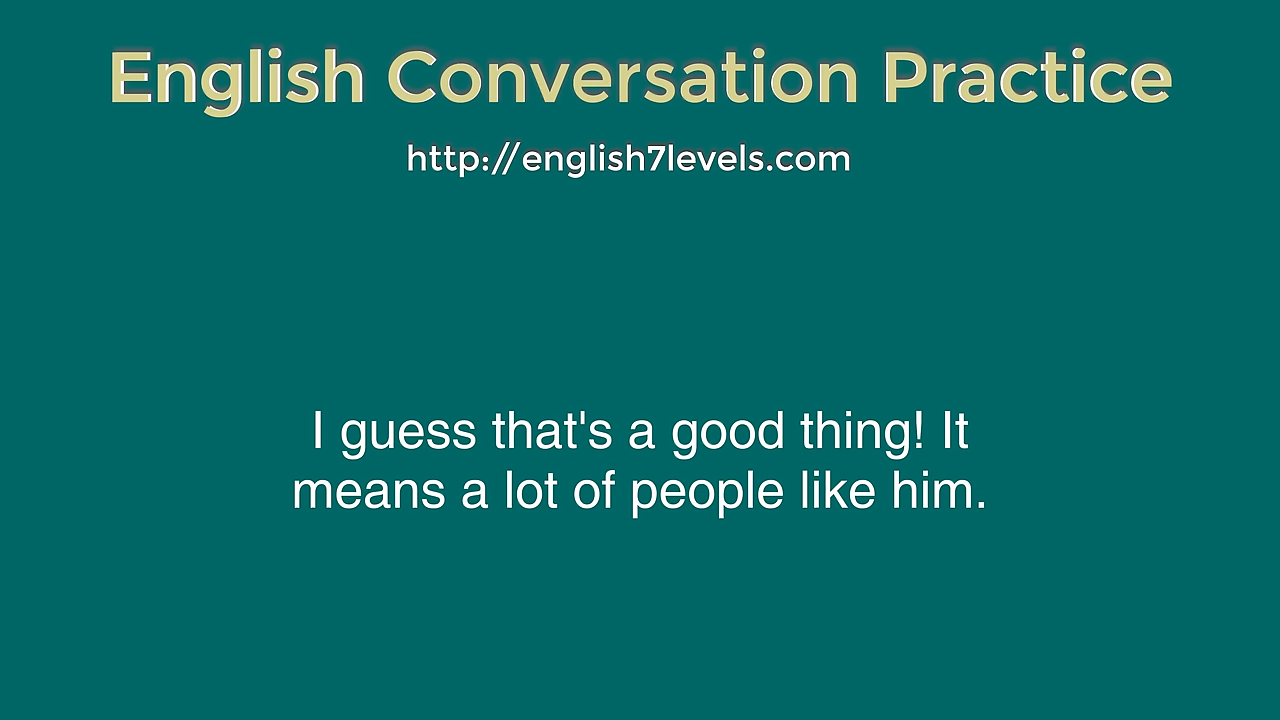 English Conversation Practice
http://english7levels.com
I guess that's a good thing! It
means a lot of people like him.